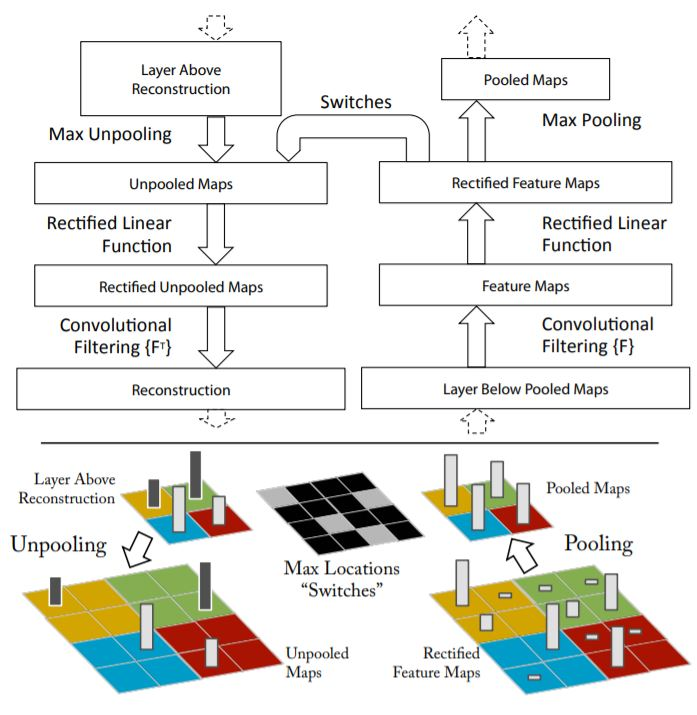 Layer Above
Reconstruction
Pooled Maps
Switches
Max Unpooling
Max Pooling
Unpooled Maps
Rectified Feature Maps
Rectified Linear
Function
Rectified Linear
Function
Rectified Unpooled Maps
Feature Maps
Convolutional
Filtering {Fᵀ}
Convolutional
Filtering {F}
Reconstruction
Layer Below Pooled Maps
Layer Above
Reconstruction
Pooled Maps
Unpooling
Max Locations
“Switches”
Pooling
Unpooled
Maps
Rectified
Feature Maps